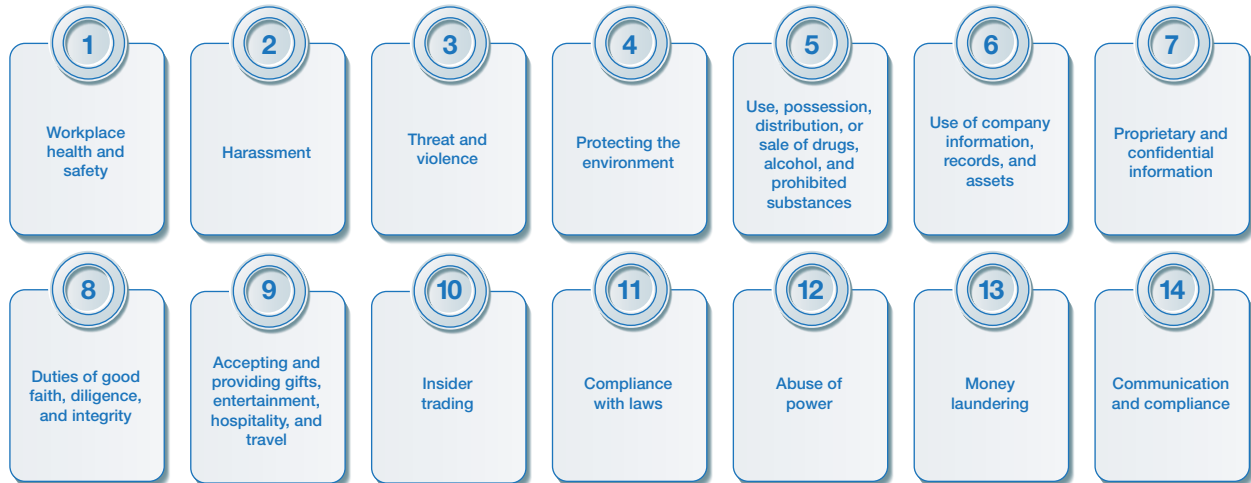 1
Workplace
health and
safety
2
Harassment
3
Threat and
violence
4
Protecting the
environment
5
Use, possession,
distribution, or
sale of drugs,
alcohol, and
prohibited
substances
6
Use of company
information,
records, and
assets
7
Proprietary and
confidential
information
8
Duties of good
faith, diligence,
and integrity
9
Accepting and
providing gifts,
entertainment,
hospitality, and
travel
10
Insider
trading
11
Compliance
with laws
12
Abuse of
power
13
Money
laundering
14
Communication
and compliance